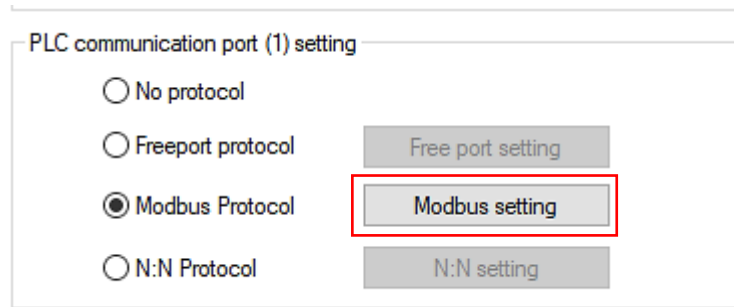 PLC communication port (1) setting
No protocol
Freeport protocol Free port setting
Modbus Protocol Modbus setting
N:N Protocol N:N setting